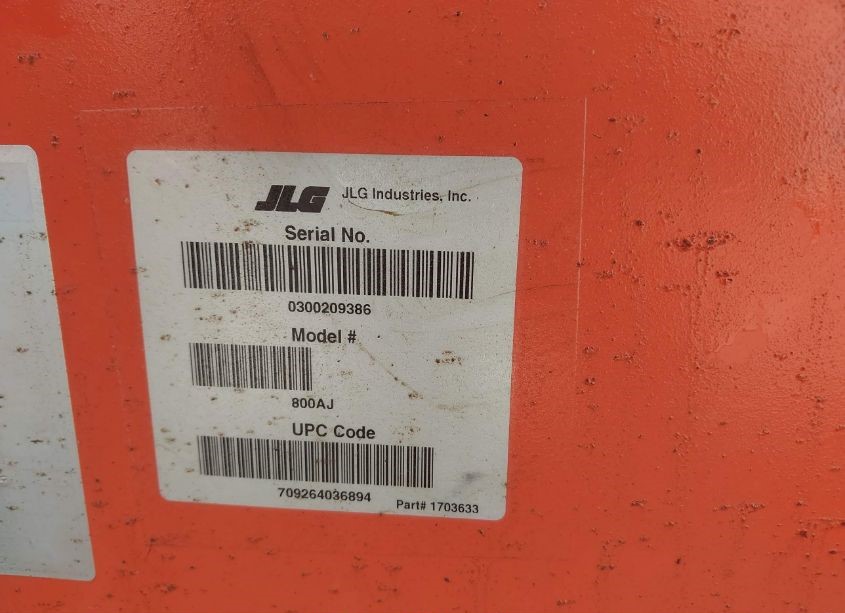 JLG JLG Industries, Inc.
Serial No.
0300209386
Model #
800AJ
UPC Code
709264036894
Part# 1703633